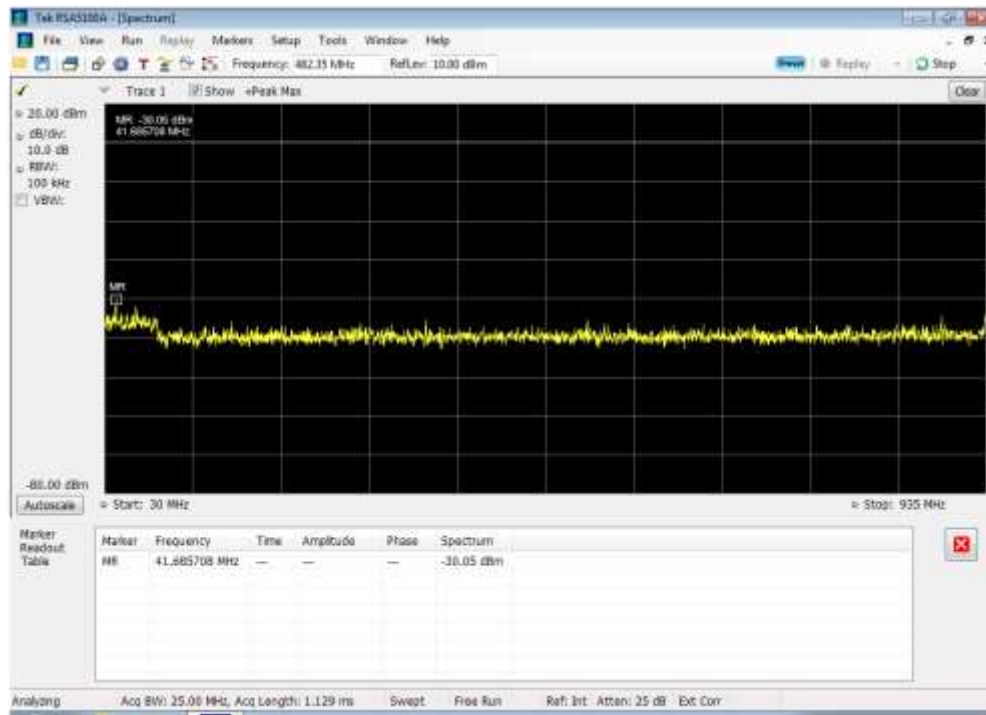 Tek RSA5100A - [Spectrum]
File View Run Replay Markers Setup Tools Window Help
Frequency: 482.35 MHz RefLev: 10.00 dBm Preset Replay Stop
Trace 1 Show +Peak Max Clear
20.00 dBm
dB/div:
10.0 dB
RBW:
100 kHz
VBW:
MR: -30.05 dBm
41.685708 MHz
MR
-80.00 dBm
Autoscale Start: 30 MHz Stop: 935 MHz
Marker Readout Table
Marker Frequency Time Amplitude Phase Spectrum
MR 41.685708 MHz --- --- --- -30.05 dBm
Analyzing Acq BW: 25.00 MHz, Acq Length: 1.129 ms Swept Free Run Ref: Int Atten: 25 dB Ext Corr